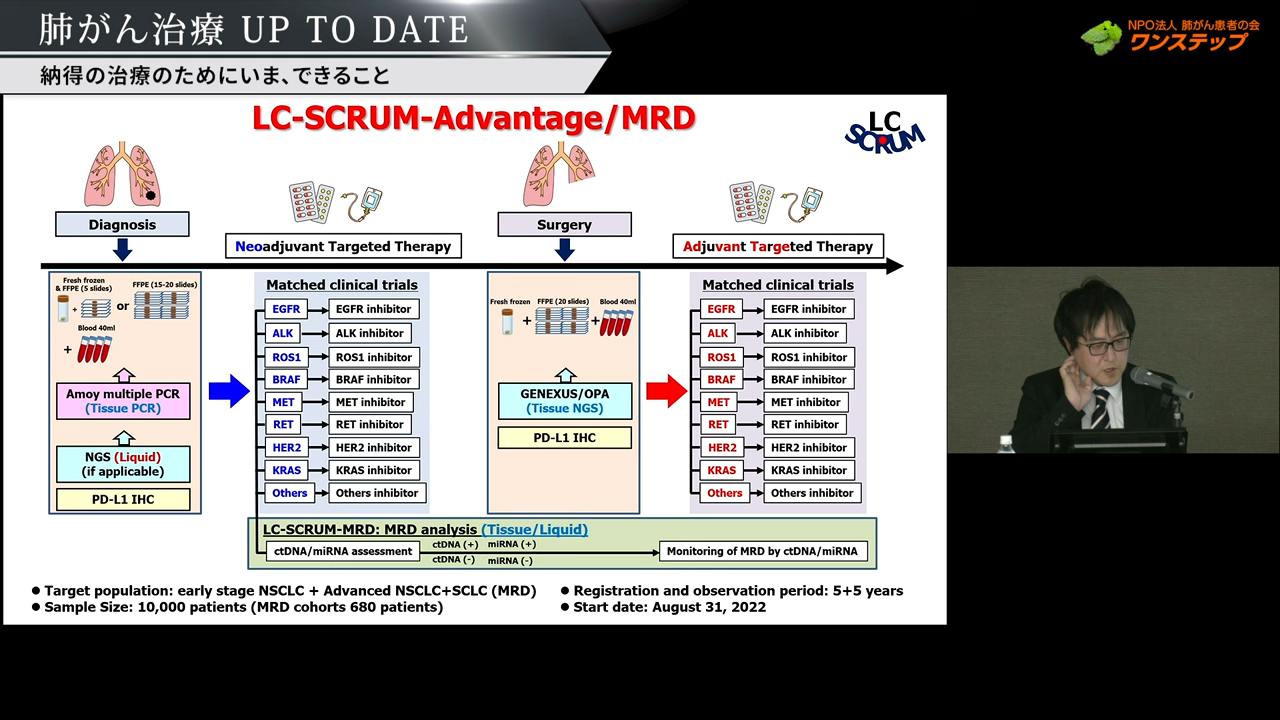 肺がん治療 UP TO DATE
納得の治療のためにいま、できること
NPO法人 肺がん患者の会
ワンステップ
LC-SCRUM-Advantage/MRD
LC
SCRUM
Diagnosis
Neoadjuvant Targeted Therapy
Surgery
Adjuvant Targeted Therapy
Fresh frozen
& FFPE (5 slides)
+
or
FFPE (15-20 slides)
Blood 40ml
+
Amoy multiple PCR
(Tissue PCR)
NGS (Liquid)
(if applicable)
PD-L1 IHC
Matched clinical trials
EGFR EGFR inhibitor
ALK ALK inhibitor
ROS1 ROS1 inhibitor
BRAF BRAF inhibitor
MET MET inhibitor
RET RET inhibitor
HER2 HER2 inhibitor
KRAS KRAS inhibitor
Others Others inhibitor
Fresh frozen FFPE (20 slides) Blood 40ml
+ +
GENEXUS/OPA
(Tissue NGS)
PD-L1 IHC
Matched clinical trials
EGFR EGFR inhibitor
ALK ALK inhibitor
ROS1 ROS1 inhibitor
BRAF BRAF inhibitor
MET MET inhibitor
RET RET inhibitor
HER2 HER2 inhibitor
KRAS KRAS inhibitor
Others Others inhibitor
LC-SCRUM-MRD: MRD analysis (Tissue/Liquid)
ctDNA/miRNA assessment
ctDNA (+) miRNA (+)
ctDNA (-) miRNA (-)
Monitoring of MRD by ctDNA/miRNA
● Target population: early stage NSCLC + Advanced NSCLC+SCLC (MRD)
● Sample Size: 10,000 patients (MRD cohorts 680 patients)
● Registration and observation period: 5+5 years
● Start date: August 31, 2022